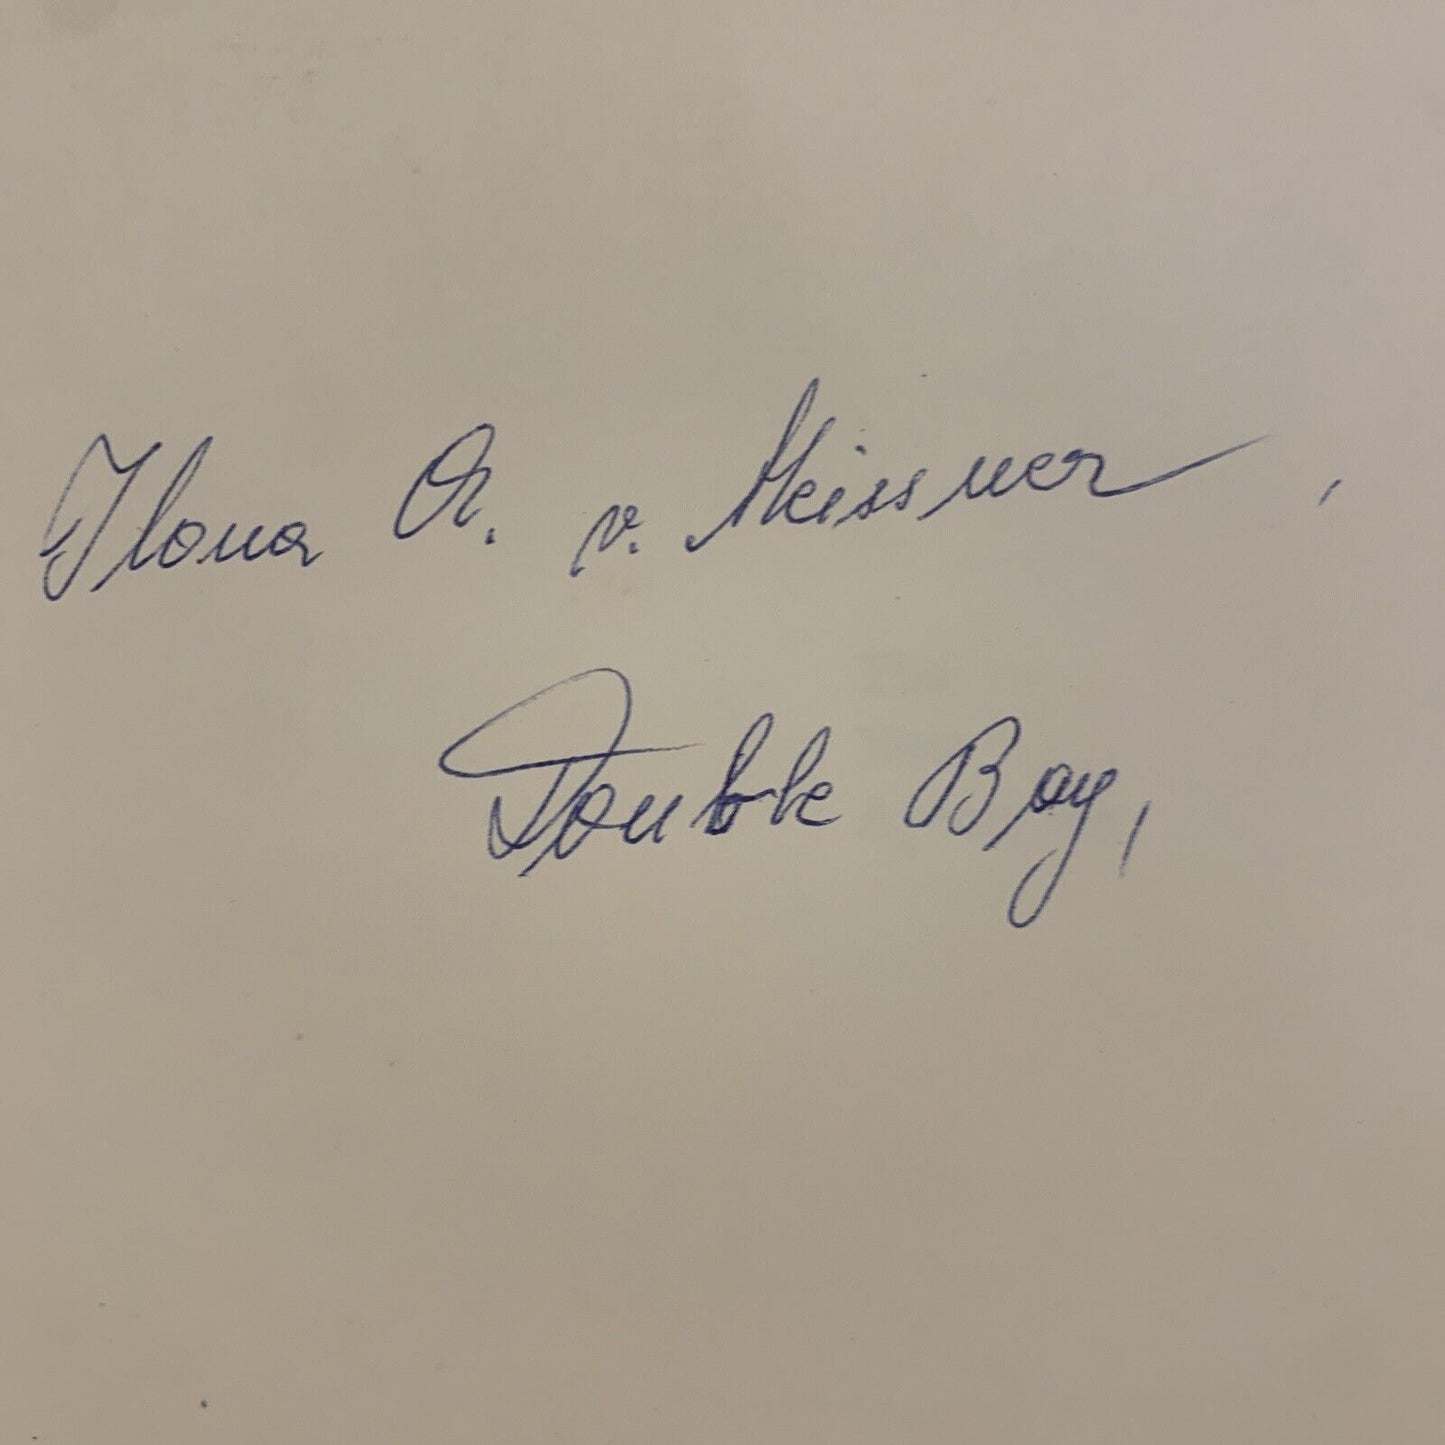 Ilona A. v. Meissner,
Double Bay,